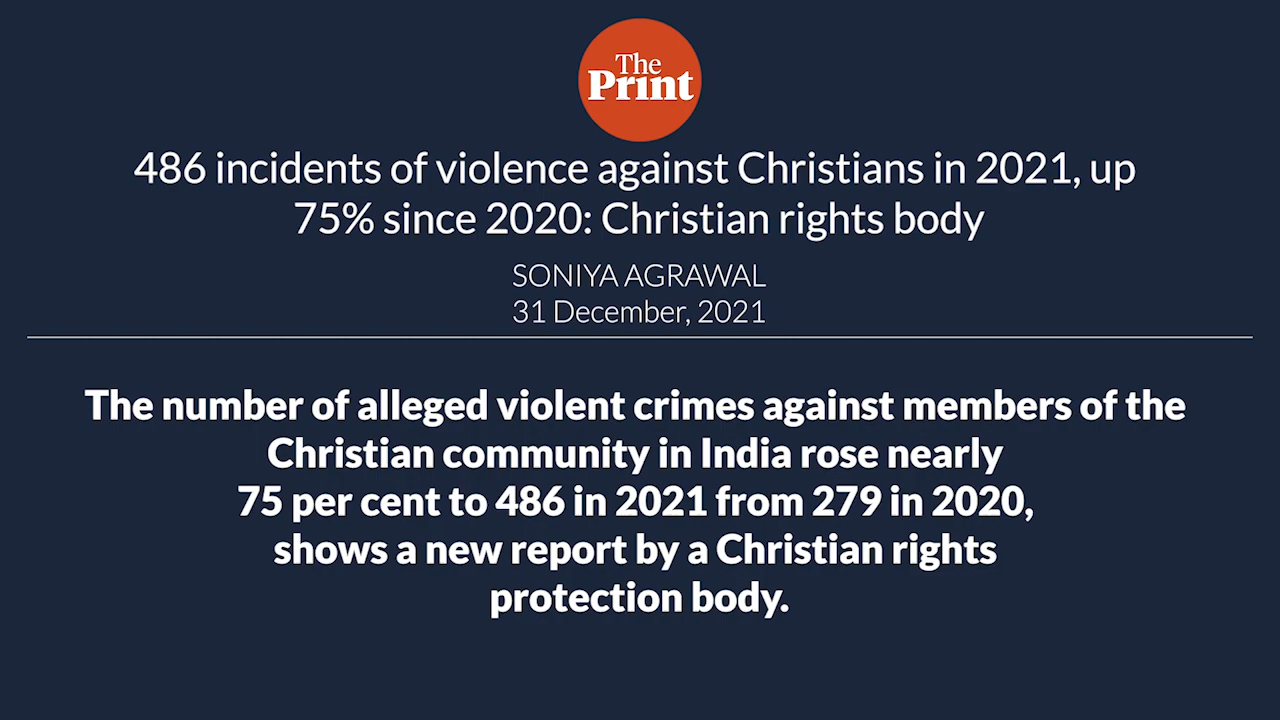 The
Print
486 incidents of violence against Christians in 2021, up
75% since 2020: Christian rights body
SONIYA AGRAWAL
31 December, 2021
The number of alleged violent crimes against members of the
Christian community in India rose nearly
75 per cent to 486 in 2021 from 279 in 2020,
shows a new report by a Christian rights
protection body.